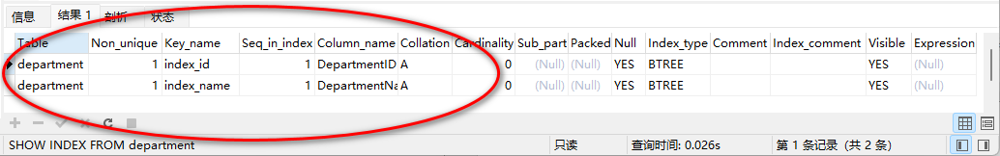 信息 结果 1 剖析 状态
Table Non_unique Key_name Seq_in_index Column_name Collation Cardinality Sub_part Packed Null Index_type Comment Index_comment Visible Expression
department 1 index_id 1 DepartmentID A 0 (Null) (Null) YES BTREE YES (Null)
department 1 index_name 1 DepartmentNa A 0 (Null) (Null) YES BTREE YES (Null)
SHOW INDEX FROM department 只读 查询时间: 0.026s 第 1 条记录（共 2 条）